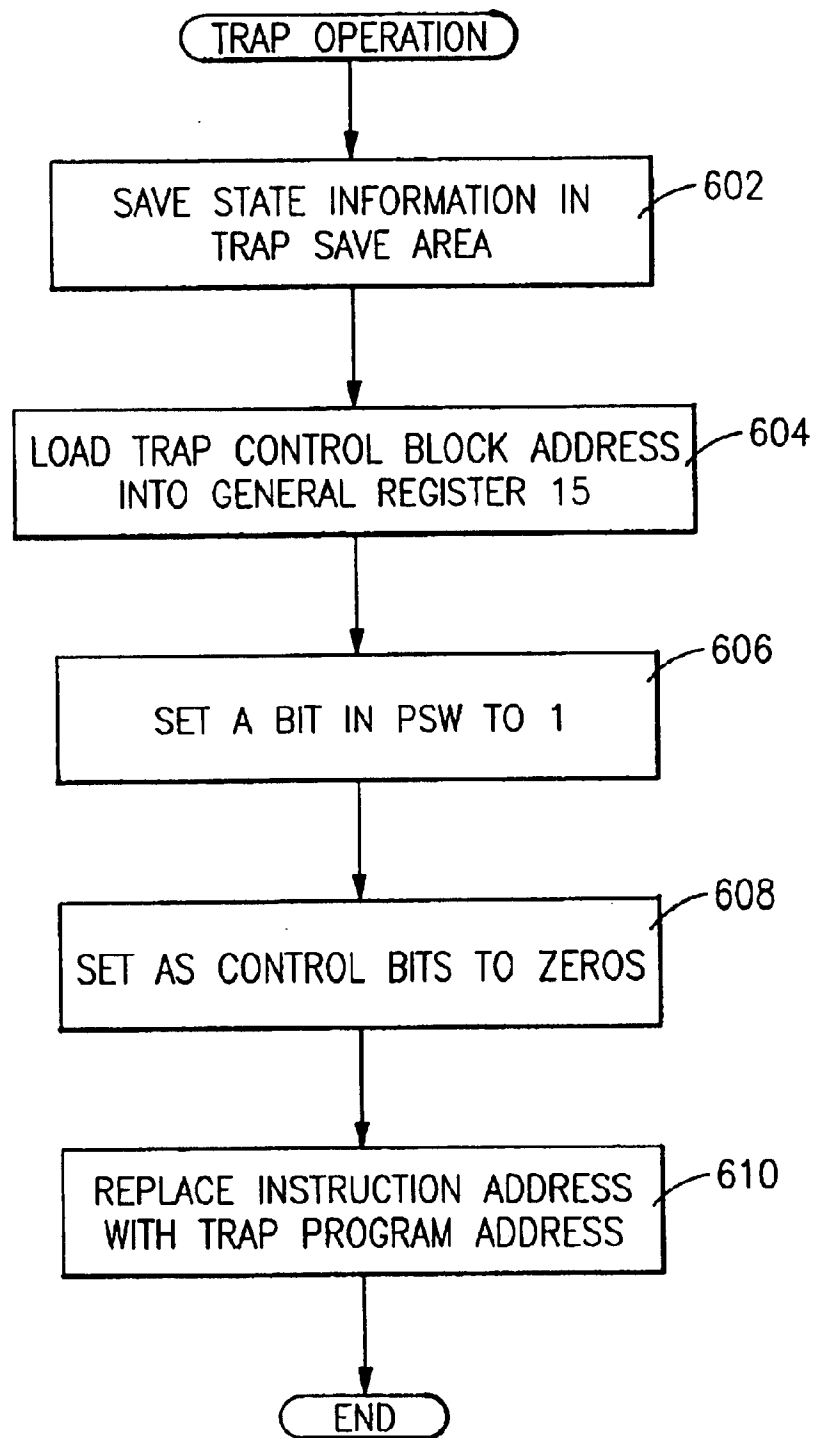 TRAP OPERATION
SAVE STATE INFORMATION IN
TRAP SAVE AREA
602
LOAD TRAP CONTROL BLOCK ADDRESS
INTO GENERAL REGISTER 15
604
SET A BIT IN PSW TO 1
606
SET AS CONTROL BITS TO ZEROS
608
REPLACE INSTRUCTION ADDRESS
WITH TRAP PROGRAM ADDRESS
610
END